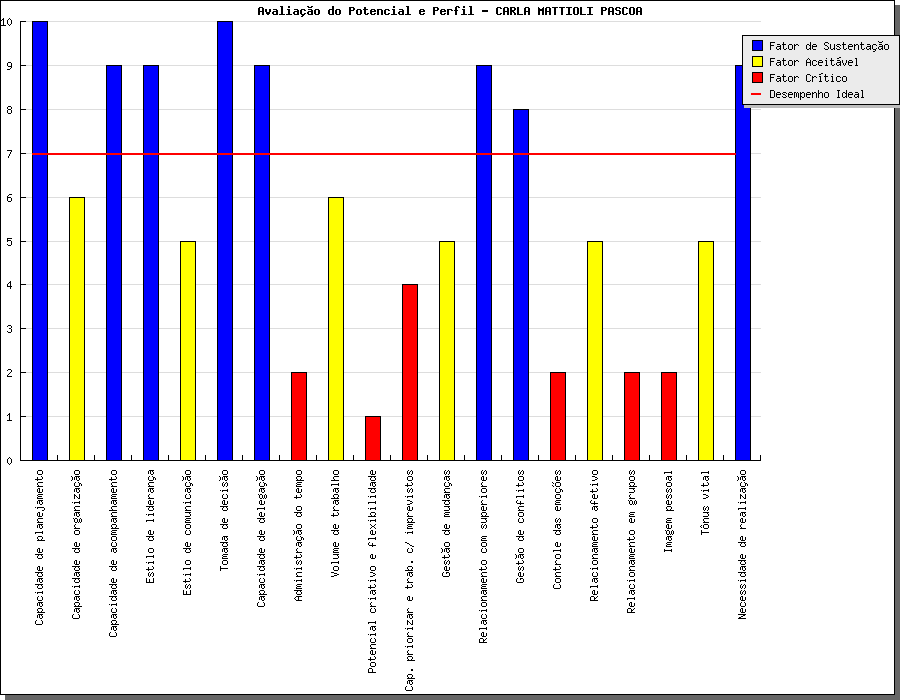 Avaliação do Potencial e Perfil - CARLA MATTIOLI PASCOA
Fator de Sustentação
Fator Aceitável
Fator Crítico
Desempenho Ideal
10
9
8
7
6
5
4
3
2
1
0
Capacidade de planejamento
Capacidade de organização
Capacidade de acompanhamento
Estilo de liderança
Estilo de comunicação
Tomada de decisão
Capacidade de delegação
Administração do tempo
Volume de trabalho
Potencial criativo e flexibilidade
Cap. priorizar e trab. c/ imprevistos
Gestão de mudanças
Relacionamento com superiores
Gestão de conflitos
Controle das emoções
Relacionamento afetivo
Relacionamento em grupos
Imagem pessoal
Tônus vital
Necessidade de realização